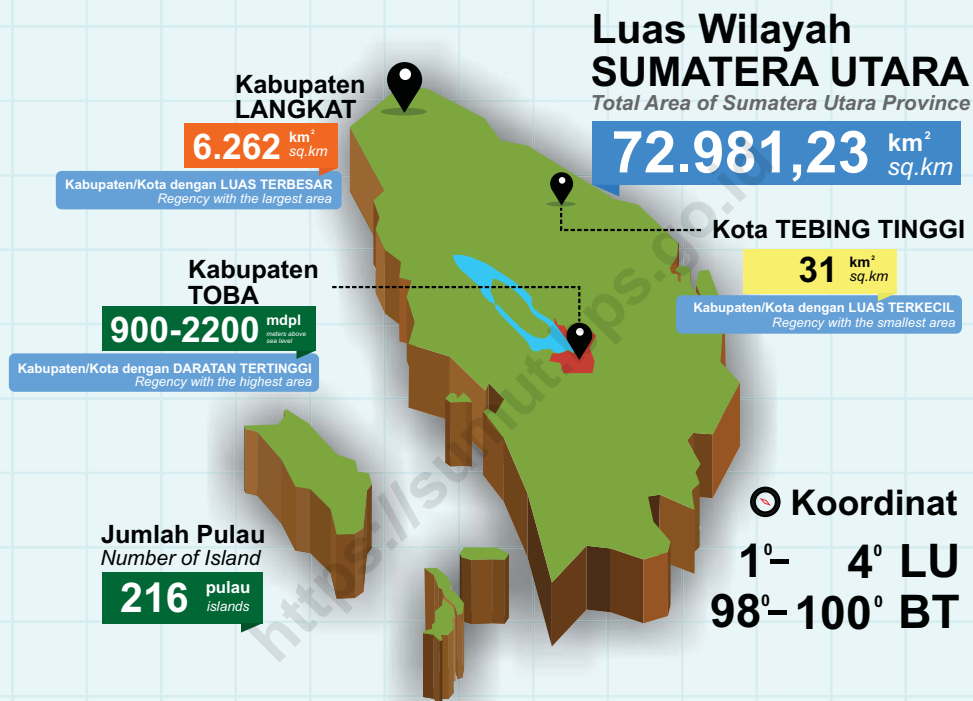 Luas Wilayah
SUMATERA UTARA
Total Area of Sumatera Utara Province
72.981,23 km²
sq.km
Kabupaten
LANGKAT
6.262 km²
sq.km
Kabupaten/Kota dengan LUAS TERBESAR
Regency with the largest area
Kota TEBING TINGGI
31 km²
sq.km
Kabupaten/Kota dengan LUAS TERKECIL
Regency with the smallest area
Kabupaten
TOBA
900-2200 mdpl
meters above
sea level
Kabupaten/Kota dengan DARATAN TERTINGGI
Regency with the highest area
Jumlah Pulau
Number of Island
216 pulau
islands
Koordinat
1⁰– 4⁰ LU
98⁰–100⁰ BT
https://sumut.bps.go.id